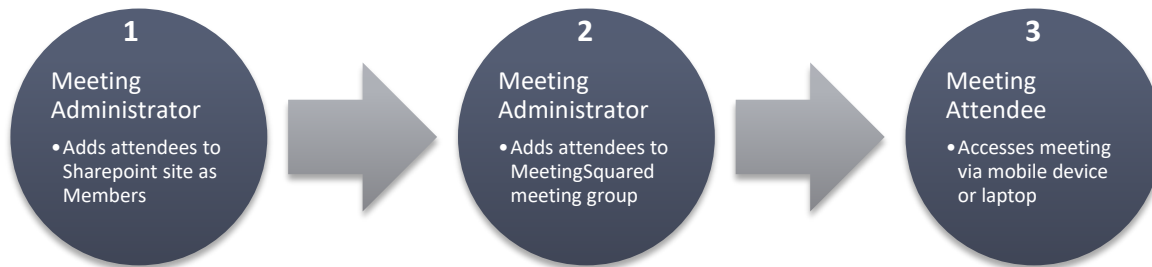 1
Meeting
Administrator
•Adds attendees to
Sharepoint site as
Members
2
Meeting
Administrator
•Adds attendees to
MeetingSquared
meeting group
3
Meeting
Attendee
•Accesses meeting
via mobile device
or laptop